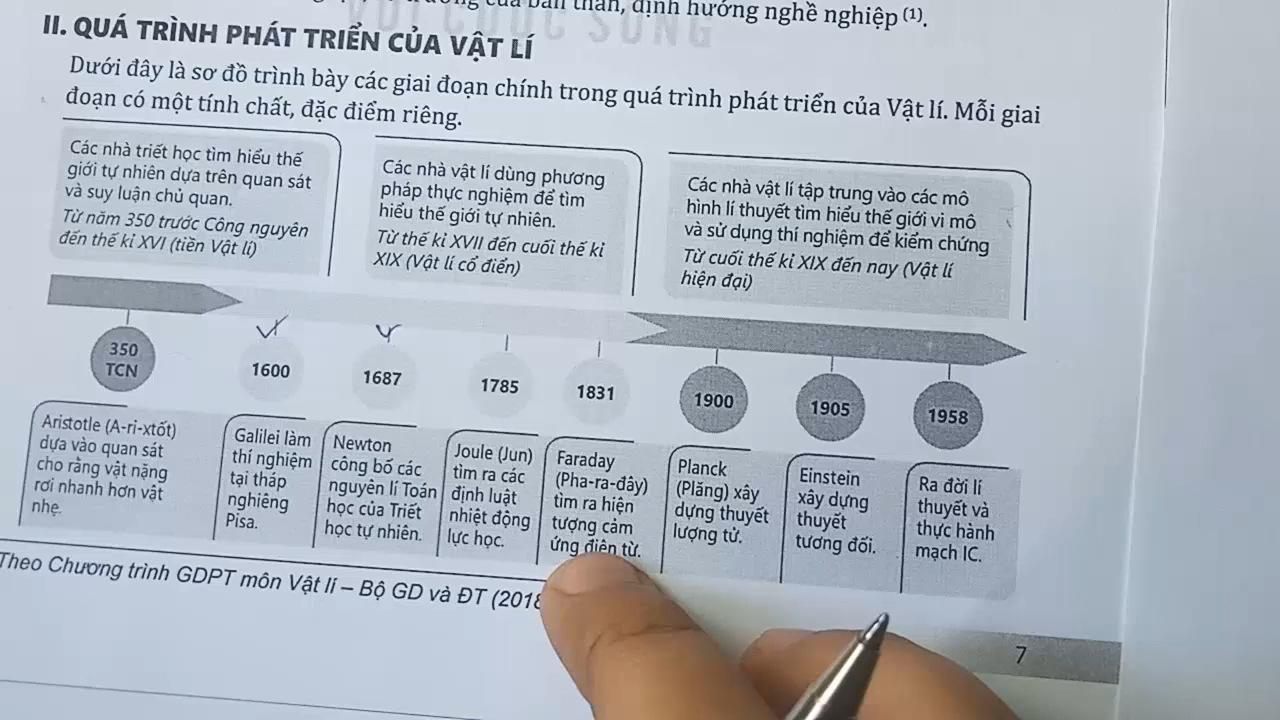 của bản thân, định hướng nghề nghiệp (1).
II. QUÁ TRÌNH PHÁT TRIỂN CỦA VẬT LÍ
Dưới đây là sơ đồ trình bày các giai đoạn chính trong quá trình phát triển của Vật lí. Mỗi giai
đoạn có một tính chất, đặc điểm riêng.
Các nhà triết học tìm hiểu thế
giới tự nhiên dựa trên quan sát
và suy luận chủ quan.
Từ năm 350 trước Công nguyên
đến thế kỉ XVI (tiền Vật lí)
Các nhà vật lí dùng phương
pháp thực nghiệm để tìm
hiểu thế giới tự nhiên.
Từ thế kỉ XVII đến cuối thế kỉ
XIX (Vật lí cổ điển)
Các nhà vật lí tập trung vào các mô
hình lí thuyết tìm hiểu thế giới vi mô
và sử dụng thí nghiệm để kiểm chứng
Từ cuối thế kỉ XIX đến nay (Vật lí
hiện đại)
350
TCN
1600
1687
1785
1831
1900
1905
1958
Aristotle (A-ri-xtốt)
dựa vào quan sát
cho rằng vật nặng
rơi nhanh hơn vật
nhẹ.
Galilei làm
thí nghiệm
tại tháp
nghiêng
Pisa.
Newton
công bố các
nguyên lí Toán
học của Triết
học tự nhiên.
Joule (Jun)
tìm ra các
định luật
nhiệt động
lực học.
Faraday
(Pha-ra-đây)
tìm ra hiện
tượng cảm
ứng điện từ.
Planck
(Plăng) xây
dựng thuyết
lượng tử.
Einstein
xây dựng
thuyết
tương đối.
Ra đời lí
thuyết và
thực hành
mạch IC.
Theo Chương trình GDPT môn Vật lí – Bộ GD và ĐT (2018
7